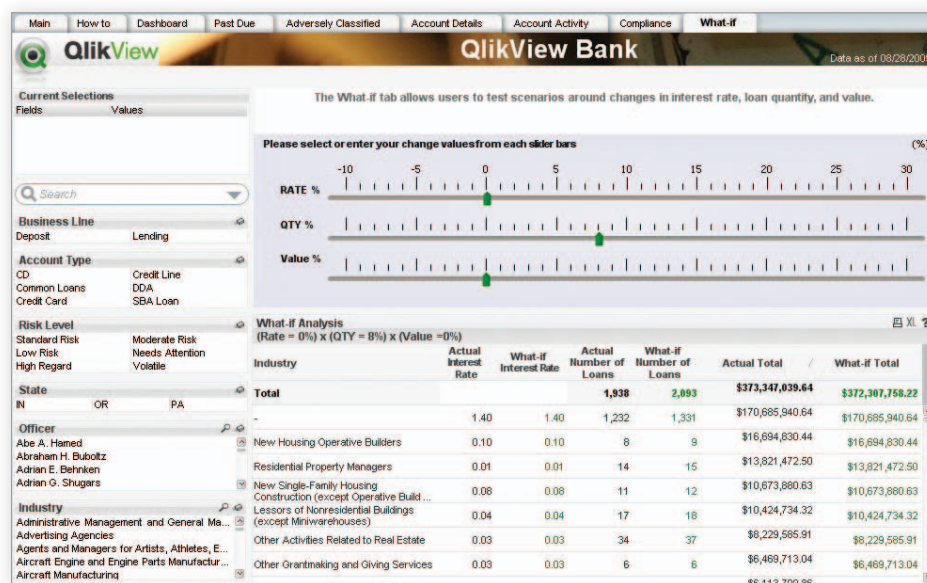 Main How to Dashboard Past Due Adversely Classified Account Details Account Activity Compliance What-if
QlikView QlikView Bank
Data as of 08/28/200
Current Selections
Fields Values
The What-if tab allows users to test scenarios around changes in interest rate, loan quantity, and value.
Please select or enter your change values from each slider bars (%)
-10 -5 0 5 10 15 20 25 30
RATE %
QTY %
Value %
Search
Business Line
Deposit Lending
Account Type
CD Credit Line
Common Loans DDA
Credit Card SBA Loan
Risk Level
Standard Risk Moderate Risk
Low Risk Needs Attention
High Regard Volatile
State
IN OR PA
Officer
Abe A. Hamed
Abraham H. Buboltz
Adrian E. Behnken
Adrian G. Shugars
Industry
Administrative Management and General Ma...
Advertising Agencies
Agents and Managers for Artists, Athletes, E...
Aircraft Engine and Engine Parts Manufactur...
Aircraft Manufacturing
What-if Analysis XL ?
(Rate = 0%) x (QTY = 8%) x (Value =0%)
Industry Actual Interest Rate What-if Interest Rate Actual Number of Loans What-if Number of Loans Actual Total / What-if Total
Total 1,938 2,093 $373,347,039.64 $372,307,758.22
- 1.40 1.40 1,232 1,331 $170,685,940.64 $170,685,940.64
New Housing Operative Builders 0.10 0.10 8 9 $16,694,830.44 $16,694,830.44
Residential Property Managers 0.01 0.01 14 15 $13,821,472.50 $13,821,472.50
New Single-Family Housing Construction (except Operative Build ... 0.08 0.08 11 12 $10,673,880.63 $10,673,880.63
Lessors of Nonresidential Buildings (except Miniwarehouses) 0.04 0.04 17 18 $10,424,734.32 $10,424,734.32
Other Activities Related to Real Estate 0.03 0.03 34 37 $8,229,585.91 $8,229,585.91
Other Grantmaking and Giving Services 0.03 0.03 6 6 $6,469,713.04 $6,469,713.04